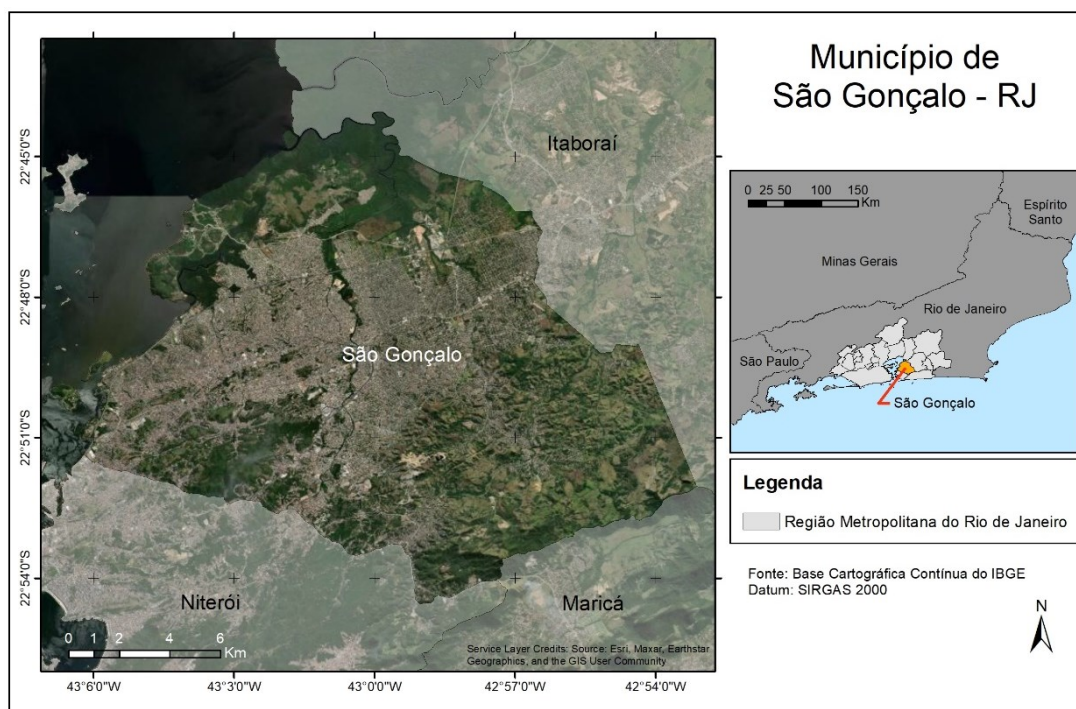 Município de
São Gonçalo - RJ
Itaboraí
São Gonçalo
Niterói
Maricá
22°45'0"S
22°48'0"S
22°51'0"S
22°54'0"S
43°6'0"W
43°3'0"W
43°0'0"W
42°57'0"W
42°54'0"W
0 1 2 4 6
Km
Service Layer Credits: Source: Esri, Maxar, Earthstar
Geographics, and the GIS User Community
0 25 50 100 150
Km
Espírito
Santo
Minas Gerais
Rio de Janeiro
São Paulo
São Gonçalo
Legenda
Região Metropolitana do Rio de Janeiro
Fonte: Base Cartográfica Contínua do IBGE
Datum: SIRGAS 2000
N